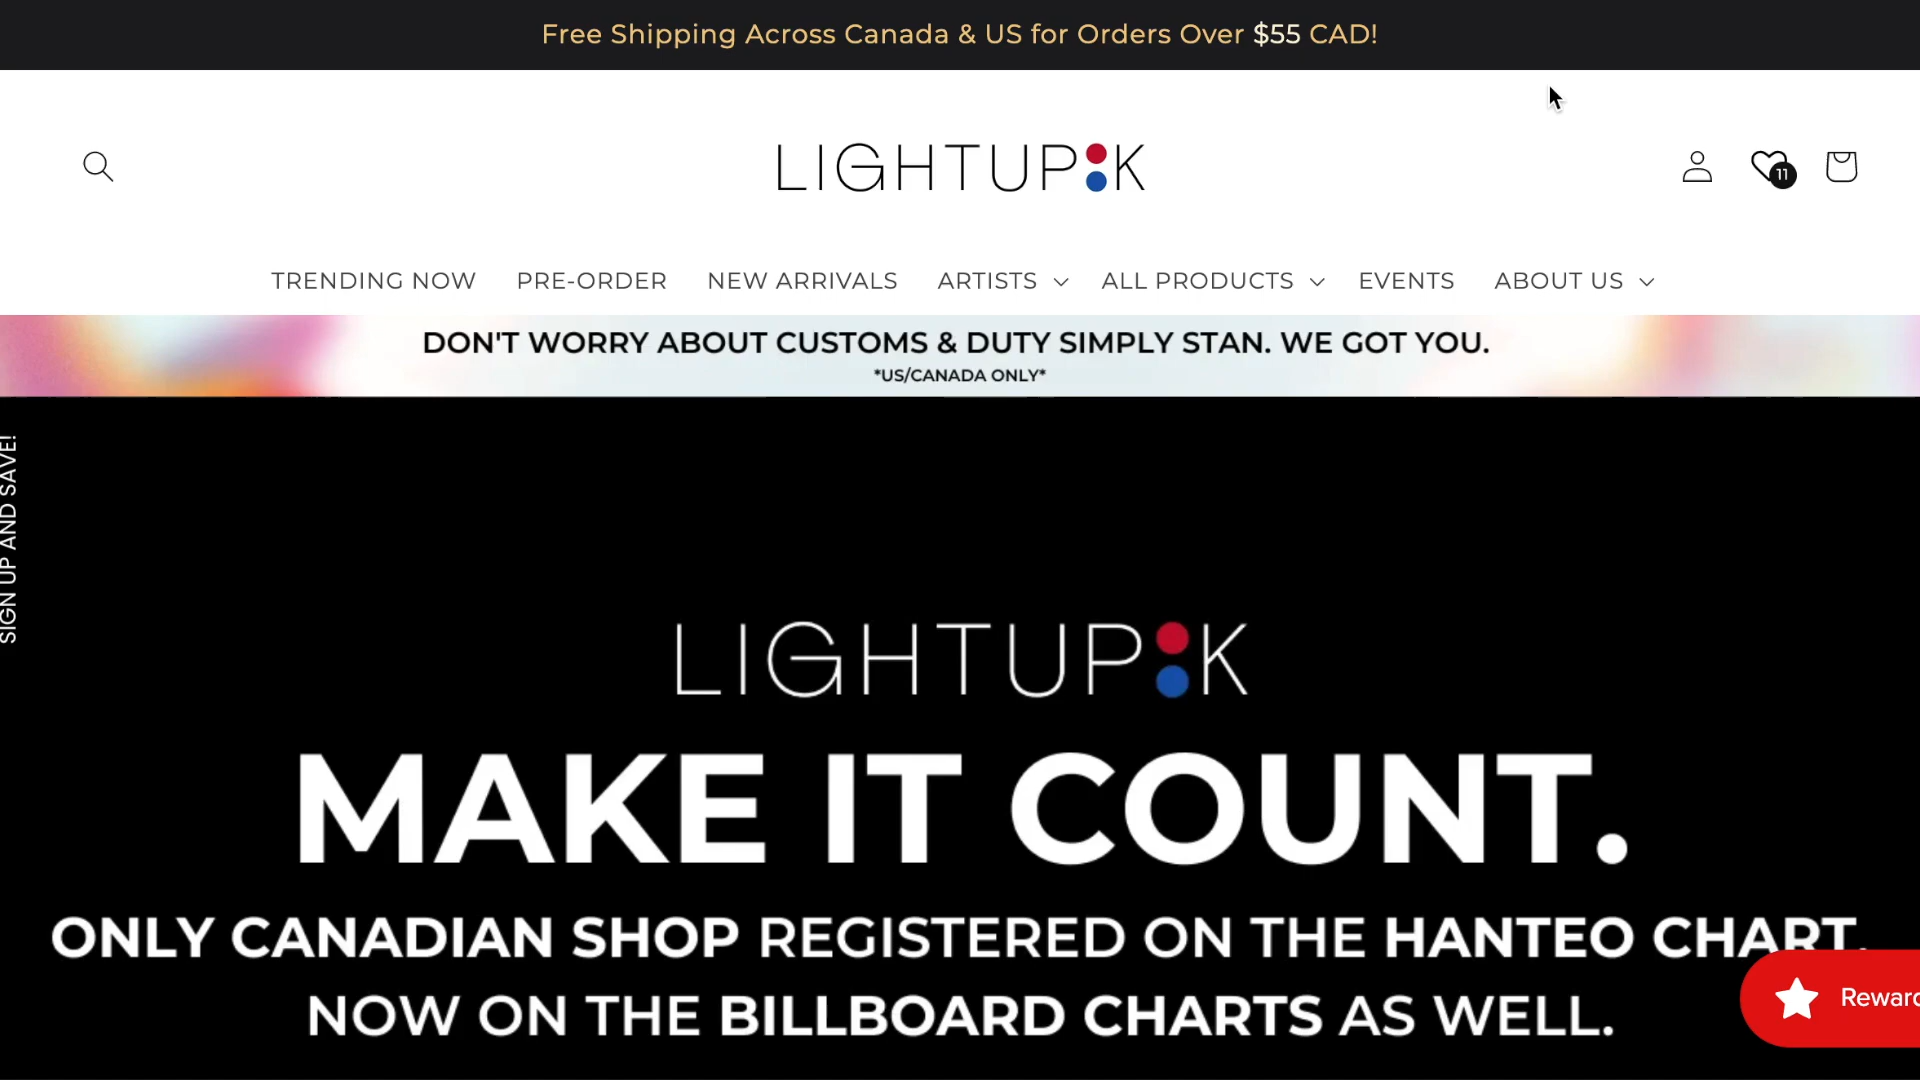 Free Shipping Across Canada & US for Orders Over $55 CAD!
LIGHTUP K
11
TRENDING NOW PRE-ORDER NEW ARRIVALS ARTISTS ALL PRODUCTS EVENTS ABOUT US
DON'T WORRY ABOUT CUSTOMS & DUTY SIMPLY STAN. WE GOT YOU.
*US/CANADA ONLY*
SIGN UP AND SAVE!
LIGHTUP K
MAKE IT COUNT.
ONLY CANADIAN SHOP REGISTERED ON THE HANTEO CHART.
NOW ON THE BILLBOARD CHARTS AS WELL.